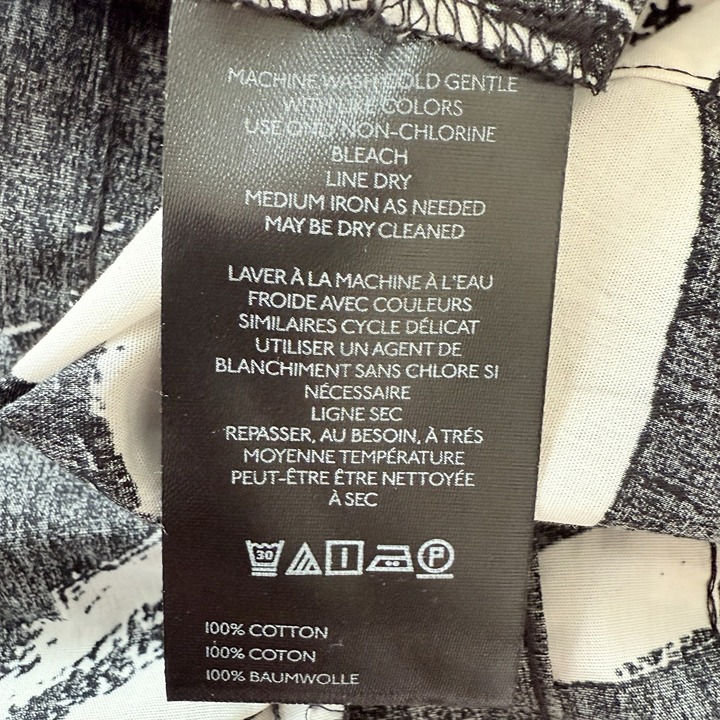 MACHINE WASH COLD GENTLE
WITH LIKE COLORS
USE ONLY NON-CHLORINE
BLEACH
LINE DRY
MEDIUM IRON AS NEEDED
MAY BE DRY CLEANED
LAVER À LA MACHINE À L'EAU
FROIDE AVEC COULEURS
SIMILAIRES CYCLE DÉLICAT
UTILISER UN AGENT DE
BLANCHIMENT SANS CHLORE SI
NÉCESSAIRE
LIGNE SEC
REPASSER, AU BESOIN, À TRÉS
MOYENNE TEMPÉRATURE
PEUT-ÊTRE ÊTRE NETTOYÉE
À SEC
30 P
100% COTTON
100% COTON
100% BAUMWOLLE